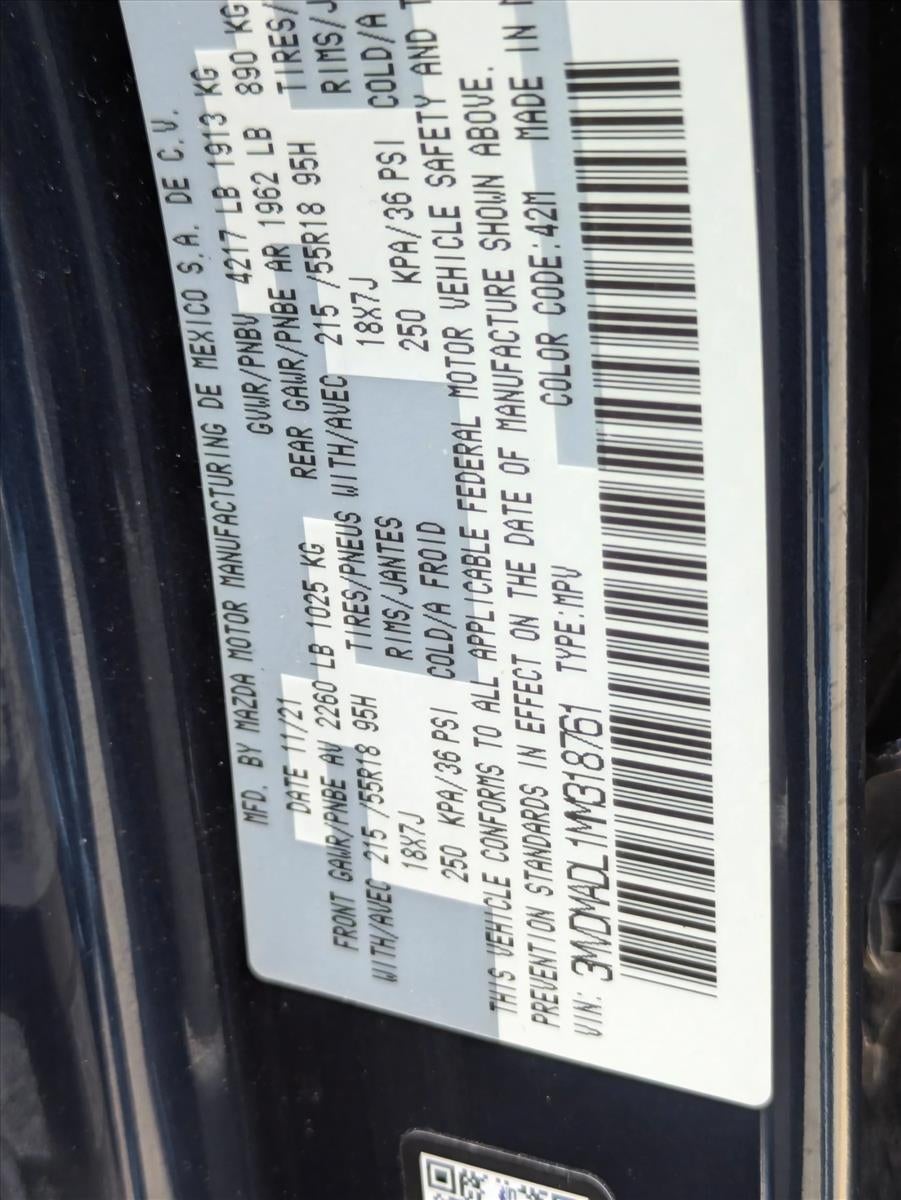 MFD. BY MAZDA MOTOR MANUFACTURING DE MEXICO S.A. DE C.V.
DATE 11/21 GVWR/PNBV 4217 LB 1913 KG
FRONT GAWR/PNBE AV 2260 LB 1025 KG REAR GAWR/PNBE AR 1962 LB 890 KG
WITH/AVEC 215 /55R18 95H TIRES/PNEUS WITH/AVEC 215 /55R18 95H TIRES/
18X7J RIMS/JANTES 18X7J RIMS/J
250 KPA/36 PSI COLD/A FROID 250 KPA/36 PSI COLD/A
THIS VEHICLE CONFORMS TO ALL APPLICABLE FEDERAL MOTOR VEHICLE SAFETY AND T
PREVENTION STANDARDS IN EFFECT ON THE DATE OF MANUFACTURE SHOWN ABOVE.
VIN: 3MVDMADL1MM318761 TYPE:MPV COLOR CODE:42M MADE IN M